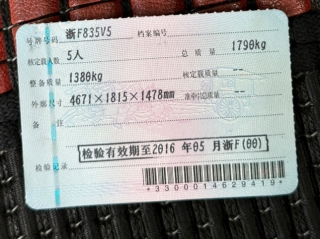 号牌号码 浙F835V5 档案编号
核定载人数 5人 总质量 1790kg
整备质量 1380kg 核定载质量 --
外廓尺寸 4671×1815×1478mm 准牵引总质量 --
备注
检验有效期至2016 年05 月浙F(00)
检验记录
*3300014629419*